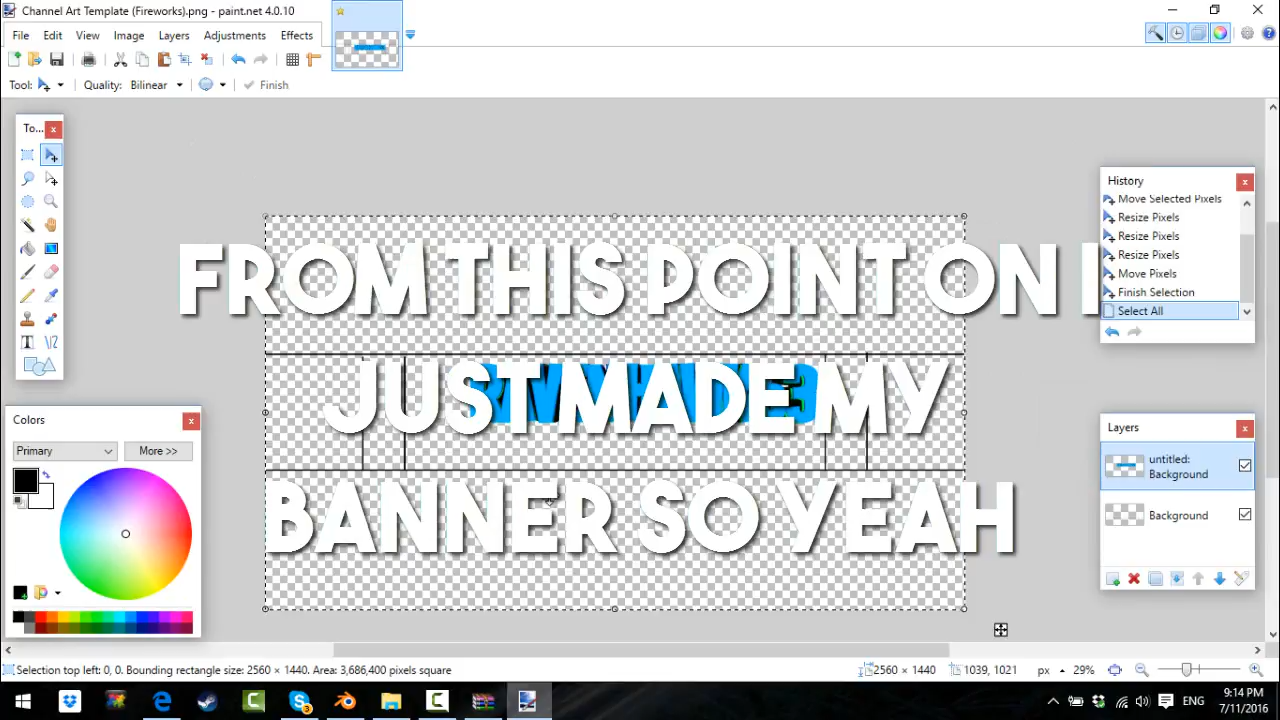 Channel Art Template (Fireworks).png - paint.net 4.0.10
File Edit View Image Layers Adjustments Effects
Tool: Quality: Bilinear Finish
To...
History
Move Selected Pixels
Resize Pixels
Resize Pixels
Resize Pixels
Move Pixels
Finish Selection
Select All
FROM THIS POINT ON I
JUST MADE MY
BANNER SO YEAH
Colors
Primary More >>
Layers
untitled:
Background
Background
Selection top left: 0, 0. Bounding rectangle size: 2560 × 1440. Area: 3,686,400 pixels square 2560 × 1440 1039, 1021 px 29%
ENG
9:14 PM
7/11/2016